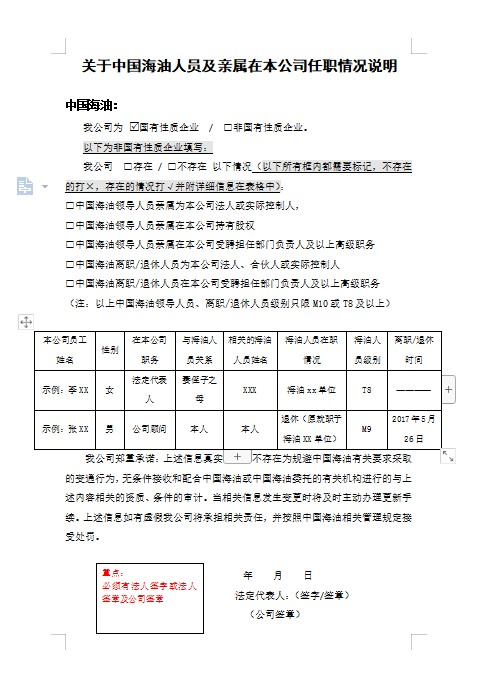 关于中国海油人员及亲属在本公司任职情况说明
中国海油：
我公司为 ☑国有性质企业 / □非国有性质企业。
以下为非国有性质企业填写：
我公司 □存在 / □不存在 以下情况（以下所有框内都需要标记，不存在
的打×，存在的情况打√并附详细信息在表格中）：
□中国海油领导人员亲属为本公司法人或实际控制人，
□中国海油领导人员亲属在本公司持有股权
□中国海油领导人员亲属在本公司受聘担任部门负责人及以上高级职务
□中国海油离职/退休人员为本公司法人、合伙人或实际控制人
□中国海油离职/退休人员在本公司受聘担任部门负责人及以上高级职务
（注：以上中国海油领导人员、离职/退休人员级别只限M10或T8及以上）
本公司员工姓名 性别 在本公司职务 与海油人员关系 相关的海油人员姓名 海油人员在职情况 海油人员级别 离职/退休时间
示例：李XX 女 法定代表人 妻侄子之母 XXX 海油xx单位 T8 ————
示例：张XX 男 公司顾问 本人 本人 退休（原就职于海油XX单位） M9 2017年5月26日
我公司郑重承诺：上述信息真实 不存在为规避中国海油有关要求采取
的变通行为，无条件接收和配合中国海油或中国海油委托的有关机构进行的与上
述内容相关的资质、条件的审计。当相关信息发生变更时将及时主动办理更新手
续。上述信息如有虚假我公司将承担相关责任，并按照中国海油相关管理规定接
受处罚。
重点：
必须有法人签字或法人
签章及公司签章
年 月 日
法定代表人：（签字/签章）
（公司签章）